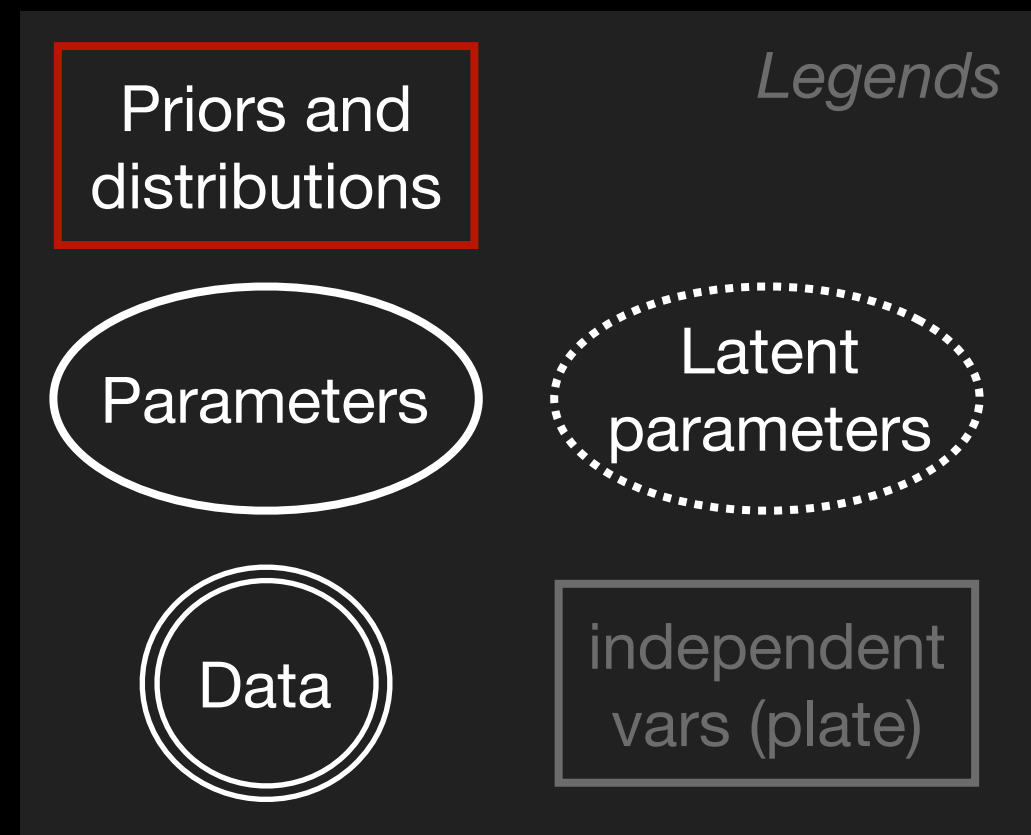 Legends
Priors and
distributions
Parameters
Latent
parameters
Data
independent
vars (plate)